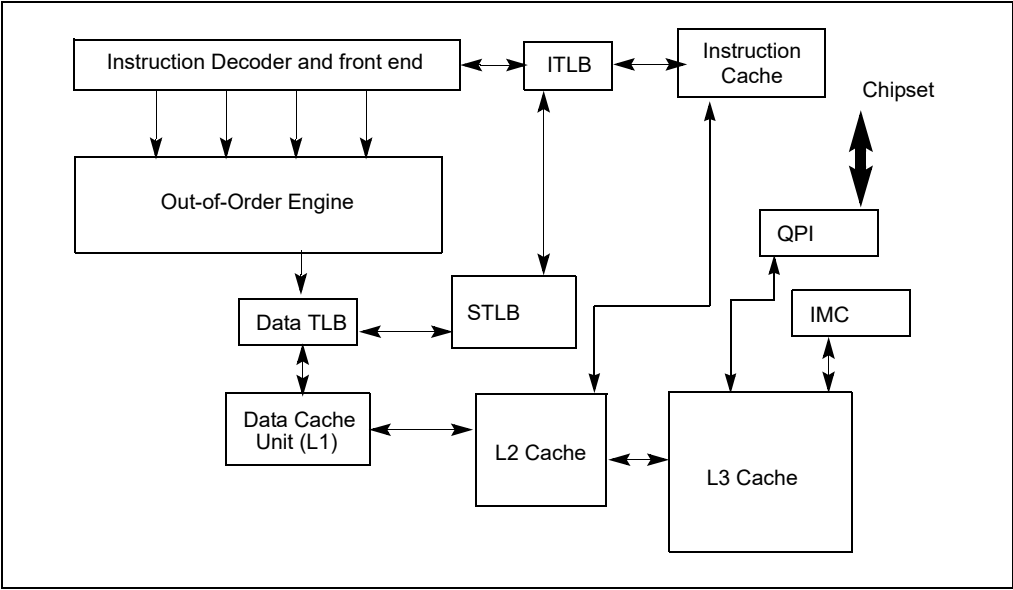 Instruction Decoder and front end
ITLB
Instruction
Cache
Chipset
Out-of-Order Engine
QPI
STLB
IMC
Data TLB
Data Cache
Unit (L1)
L2 Cache
L3 Cache